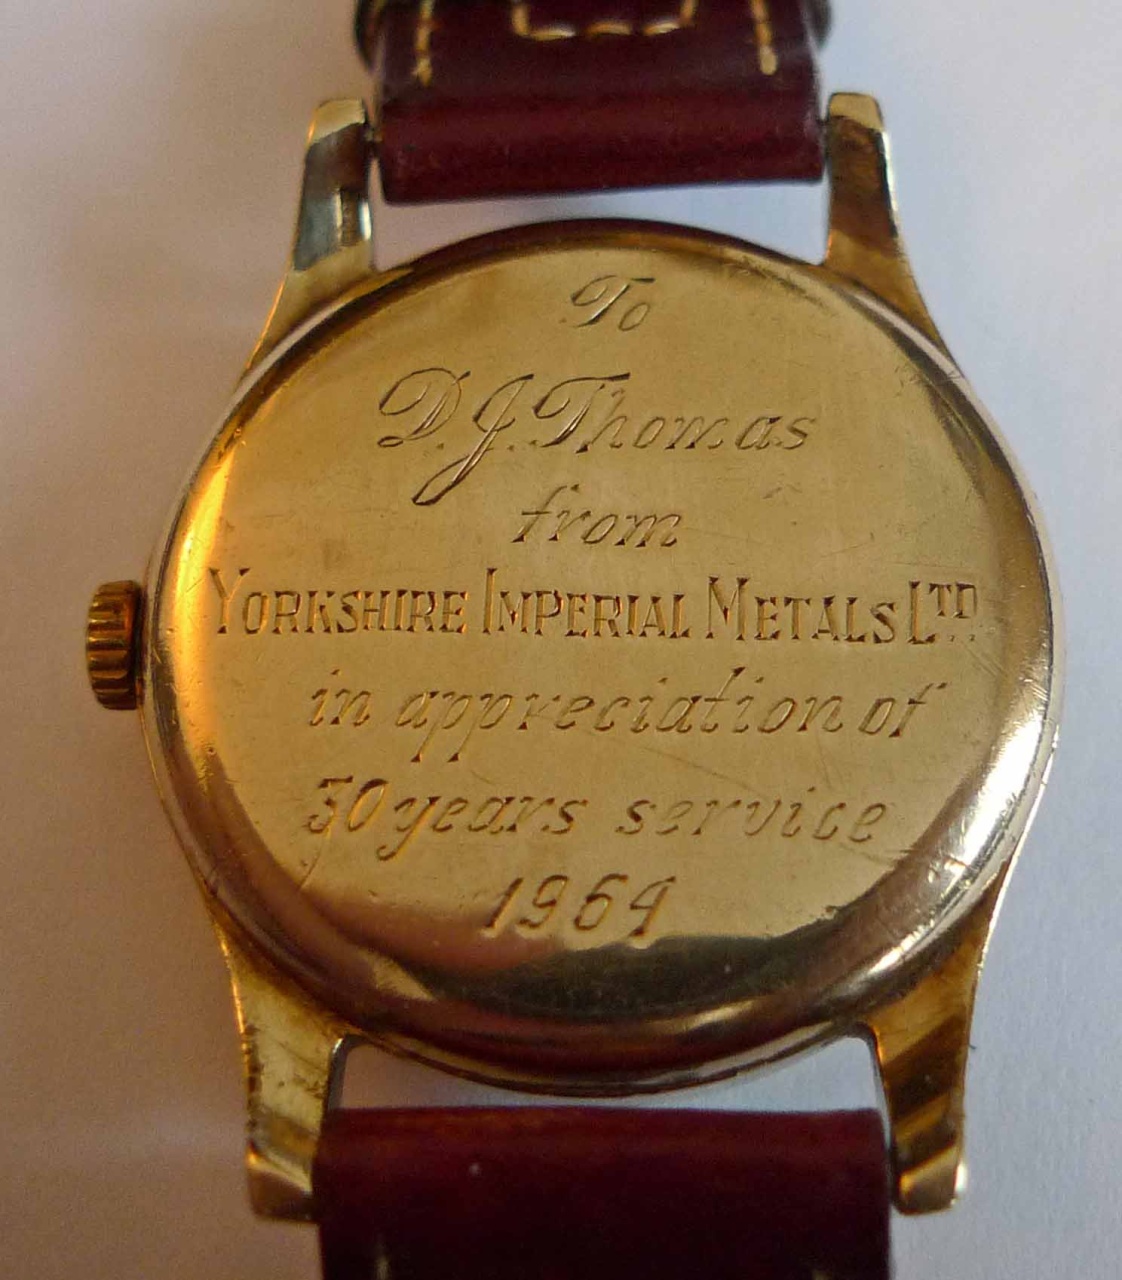 To
D. J. Thomas
from
YORKSHIRE IMPERIAL METALS LTD.
in appreciation of
30 years service
1964